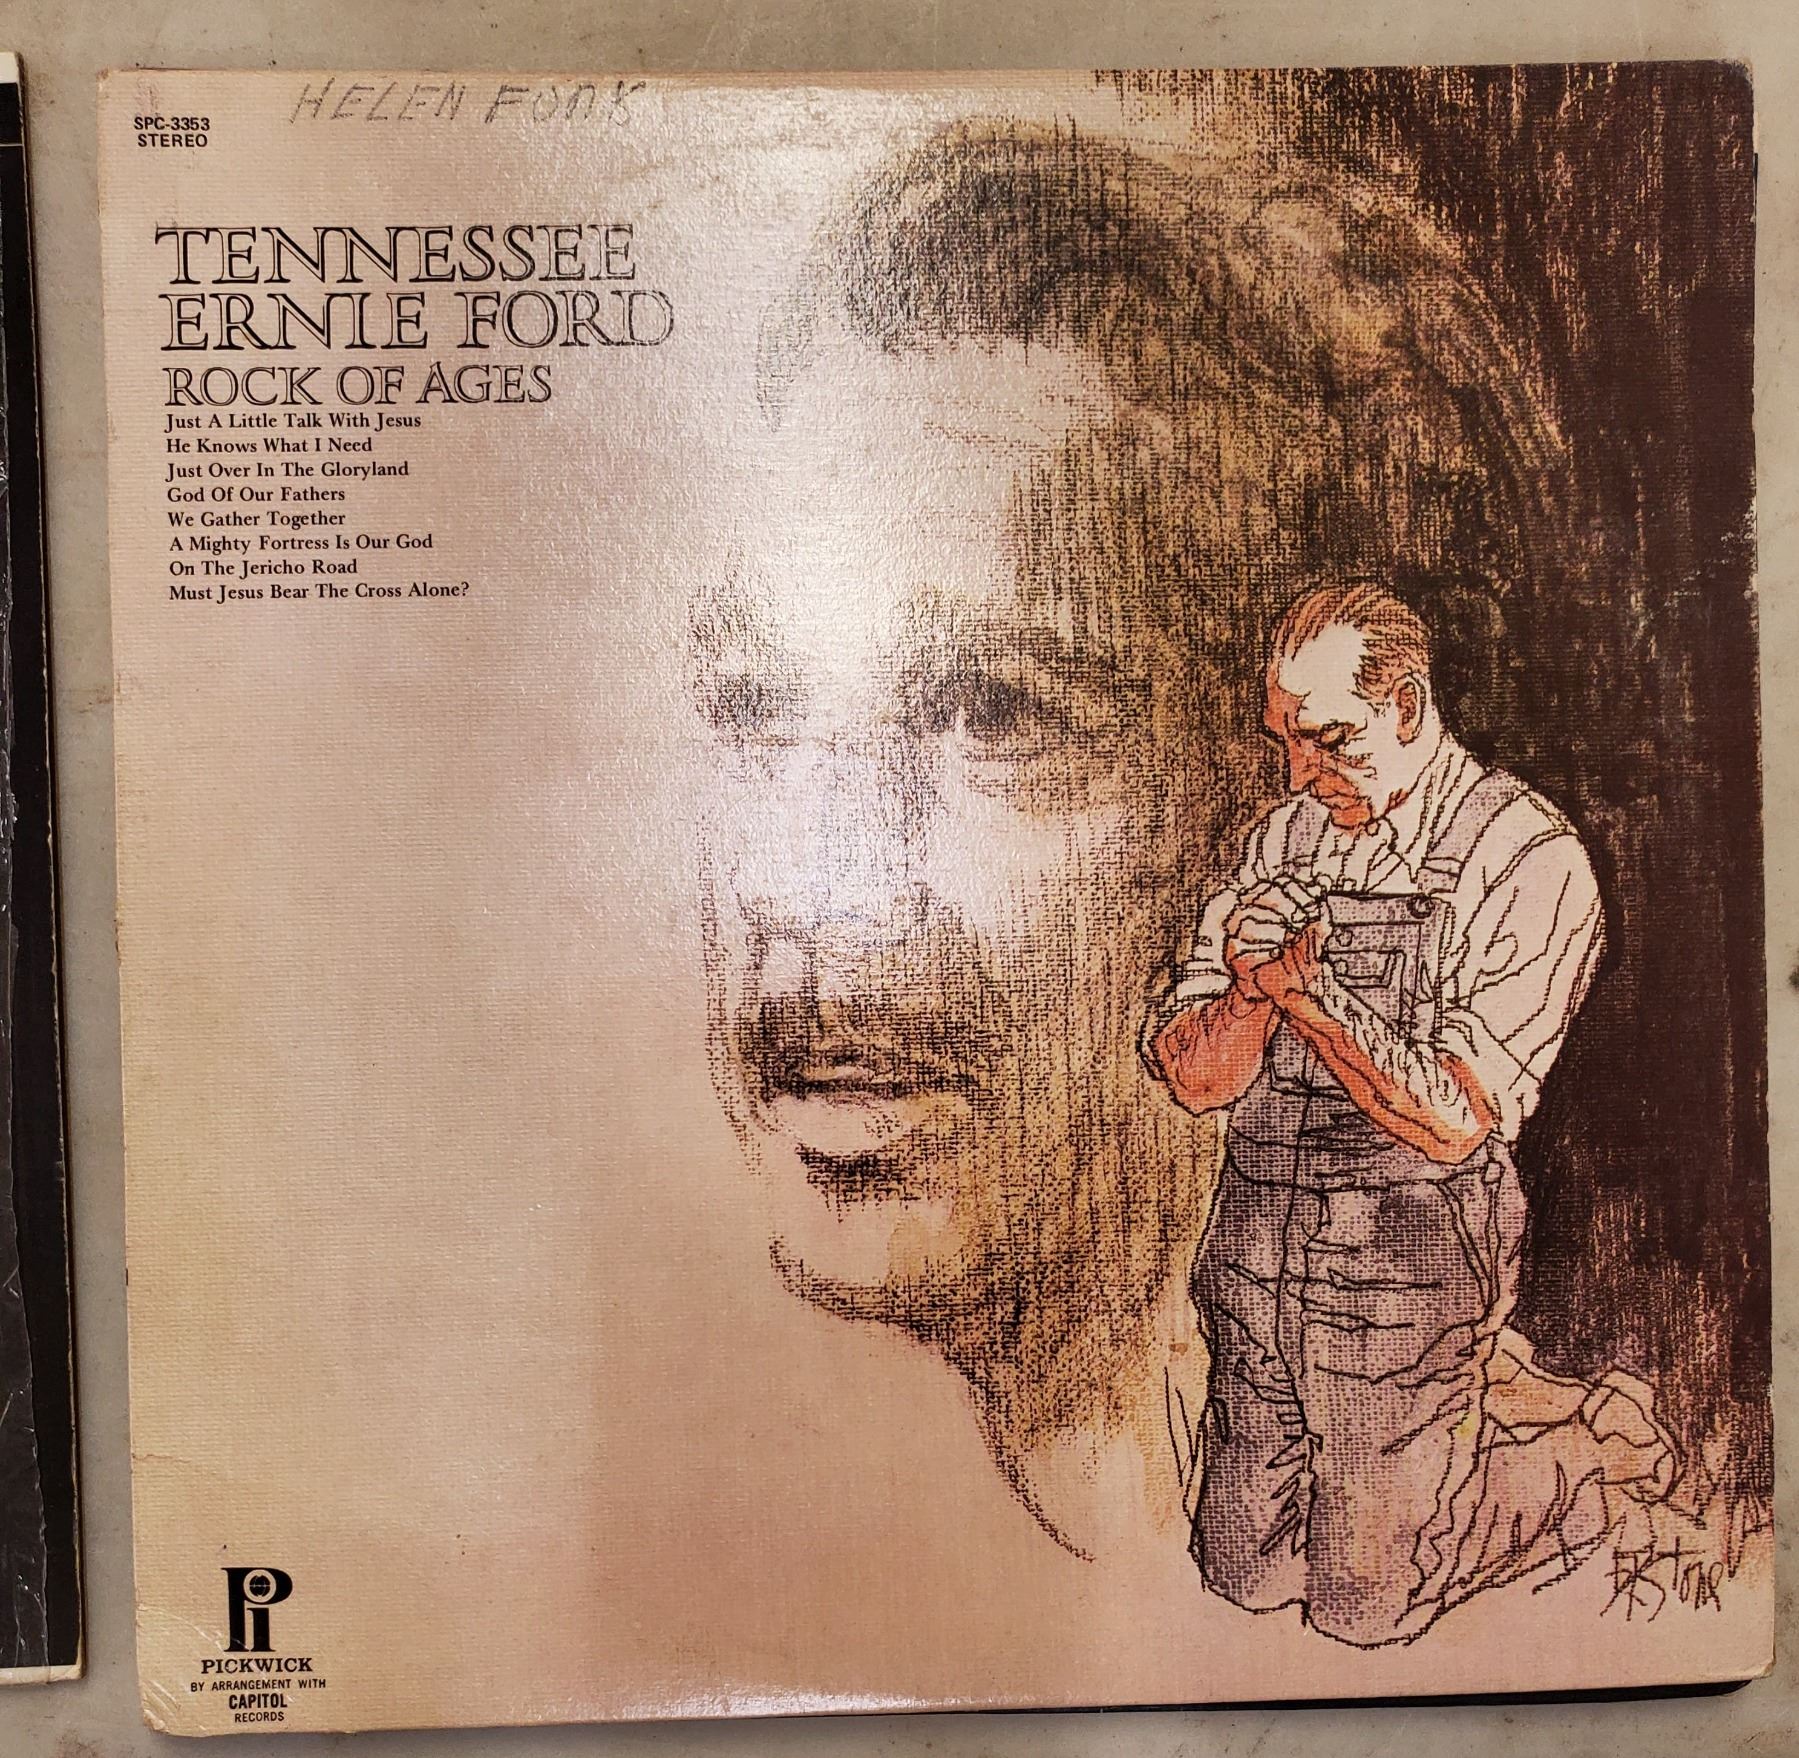 HELEN FONK
SPC-3353
STEREO
TENNESSEE
ERNIE FORD
ROCK OF AGES
Just A Little Talk With Jesus
He Knows What I Need
Just Over In The Gloryland
God Of Our Fathers
We Gather Together
A Mighty Fortress Is Our God
On The Jericho Road
Must Jesus Bear The Cross Alone?
Pi
PICKWICK
BY ARRANGEMENT WITH
CAPITOL
RECORDS